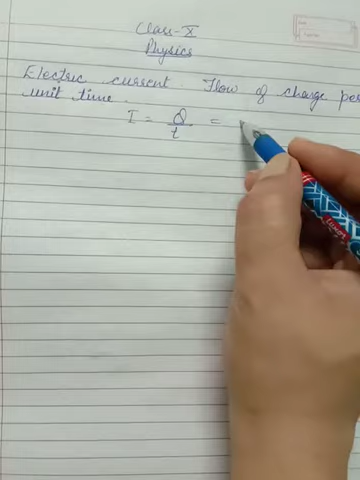 Class-X
Physics
Electric current. Flow of charge per
unit time.
I = Q/t =